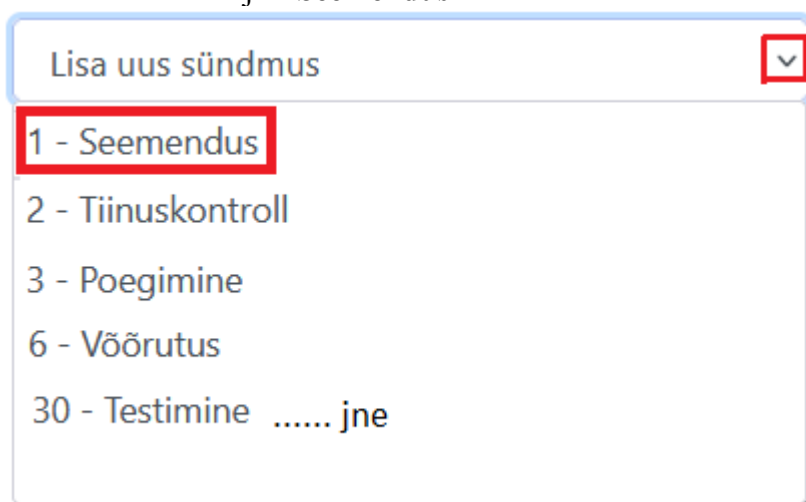 Lisa uus sündmus
1 - Seemendus
2 - Tiinuskontroll
3 - Poegimine
6 - Võõrutus
30 - Testimine ...... jne